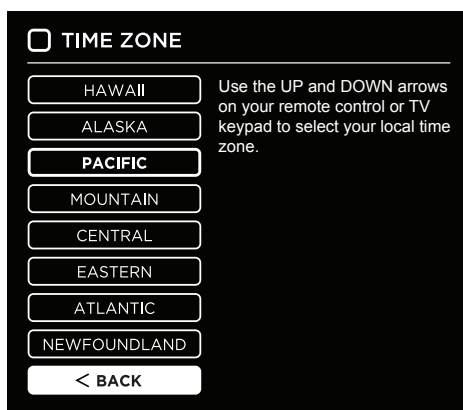 TIME ZONE
HAWAII
ALASKA
PACIFIC
MOUNTAIN
CENTRAL
EASTERN
ATLANTIC
NEWFOUNDLAND
< BACK
Use the UP and DOWN arrows
on your remote control or TV
keypad to select your local time
zone.